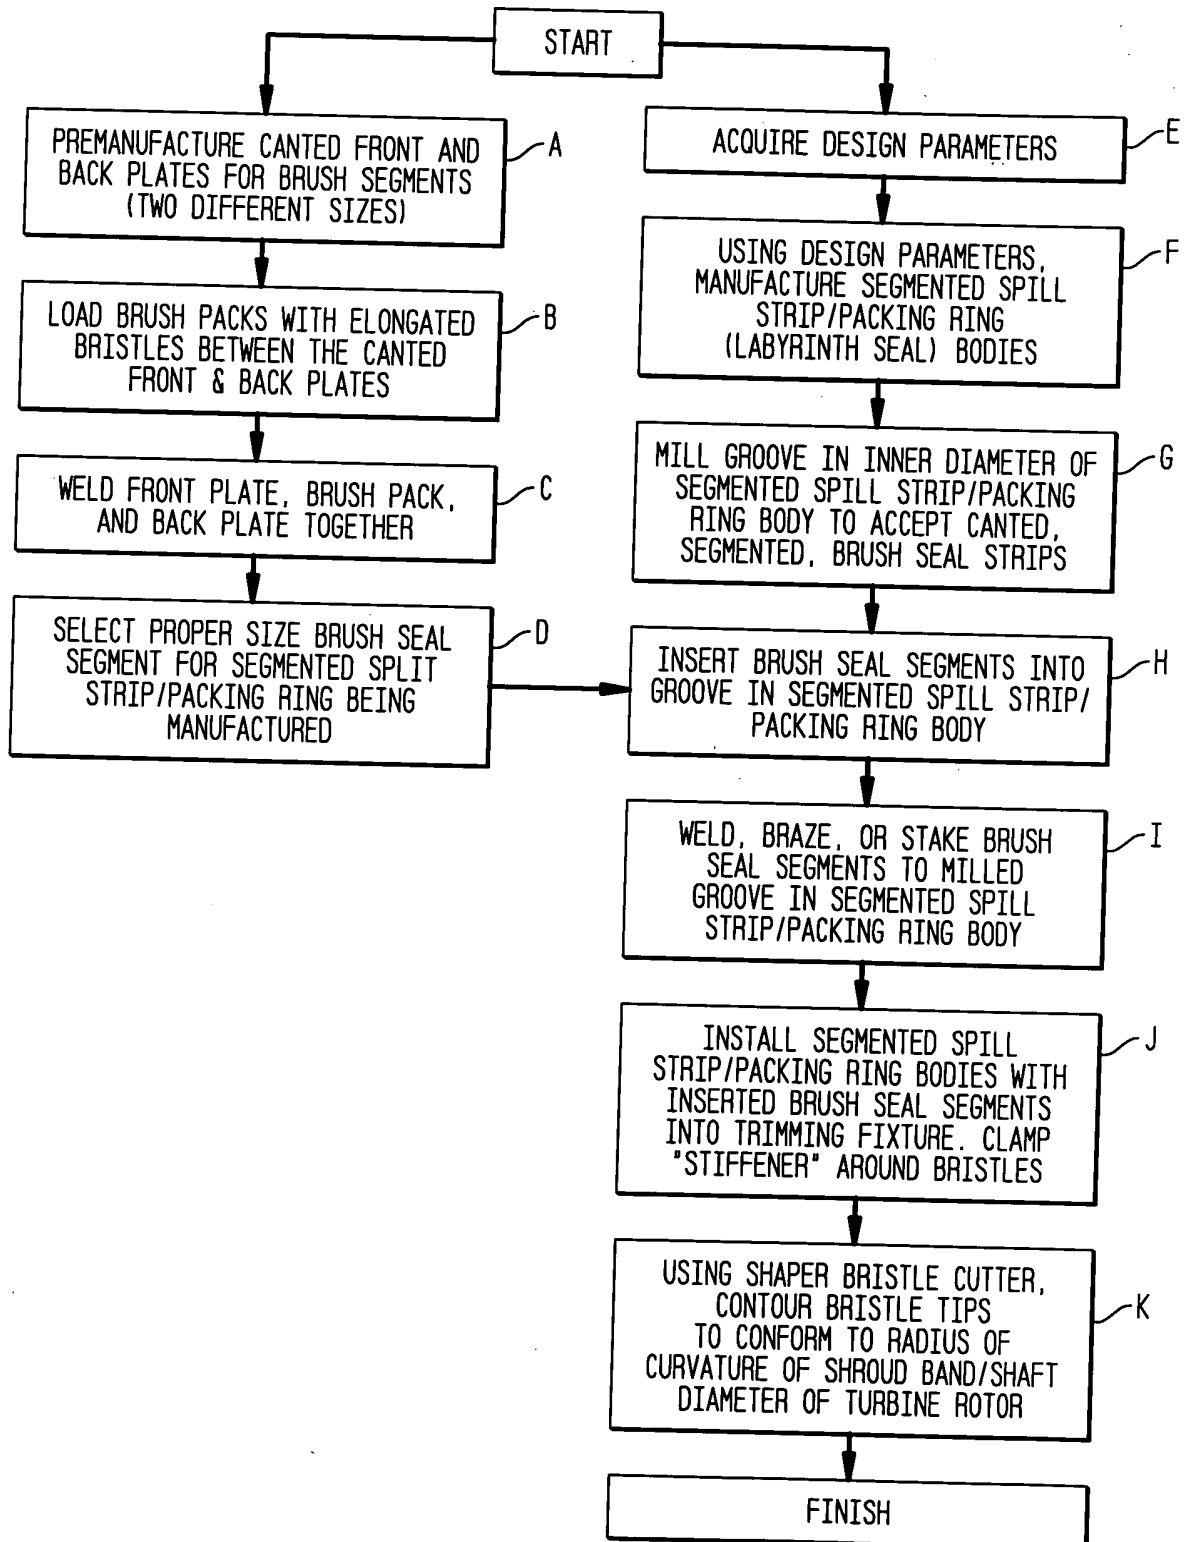 START
PREMANUFACTURE CANTED FRONT AND
BACK PLATES FOR BRUSH SEGMENTS
(TWO DIFFERENT SIZES)
A
LOAD BRUSH PACKS WITH ELONGATED
BRISTLES BETWEEN THE CANTED
FRONT & BACK PLATES
B
WELD FRONT PLATE, BRUSH PACK,
AND BACK PLATE TOGETHER
C
SELECT PROPER SIZE BRUSH SEAL
SEGMENT FOR SEGMENTED SPLIT
STRIP/PACKING RING BEING
MANUFACTURED
D
ACQUIRE DESIGN PARAMETERS
E
USING DESIGN PARAMETERS,
MANUFACTURE SEGMENTED SPILL
STRIP/PACKING RING
(LABYRINTH SEAL) BODIES
F
MILL GROOVE IN INNER DIAMETER OF
SEGMENTED SPILL STRIP/PACKING
RING BODY TO ACCEPT CANTED,
SEGMENTED, BRUSH SEAL STRIPS
G
INSERT BRUSH SEAL SEGMENTS INTO
GROOVE IN SEGMENTED SPILL STRIP/
PACKING RING BODY
H
WELD, BRAZE, OR STAKE BRUSH
SEAL SEGMENTS TO MILLED
GROOVE IN SEGMENTED SPILL
STRIP/PACKING RING BODY
I
INSTALL SEGMENTED SPILL
STRIP/PACKING RING BODIES WITH
INSERTED BRUSH SEAL SEGMENTS
INTO TRIMMING FIXTURE. CLAMP
"STIFFENER" AROUND BRISTLES
J
USING SHAPER BRISTLE CUTTER,
CONTOUR BRISTLE TIPS
TO CONFORM TO RADIUS OF
CURVATURE OF SHROUD BAND/SHAFT
DIAMETER OF TURBINE ROTOR
K
FINISH